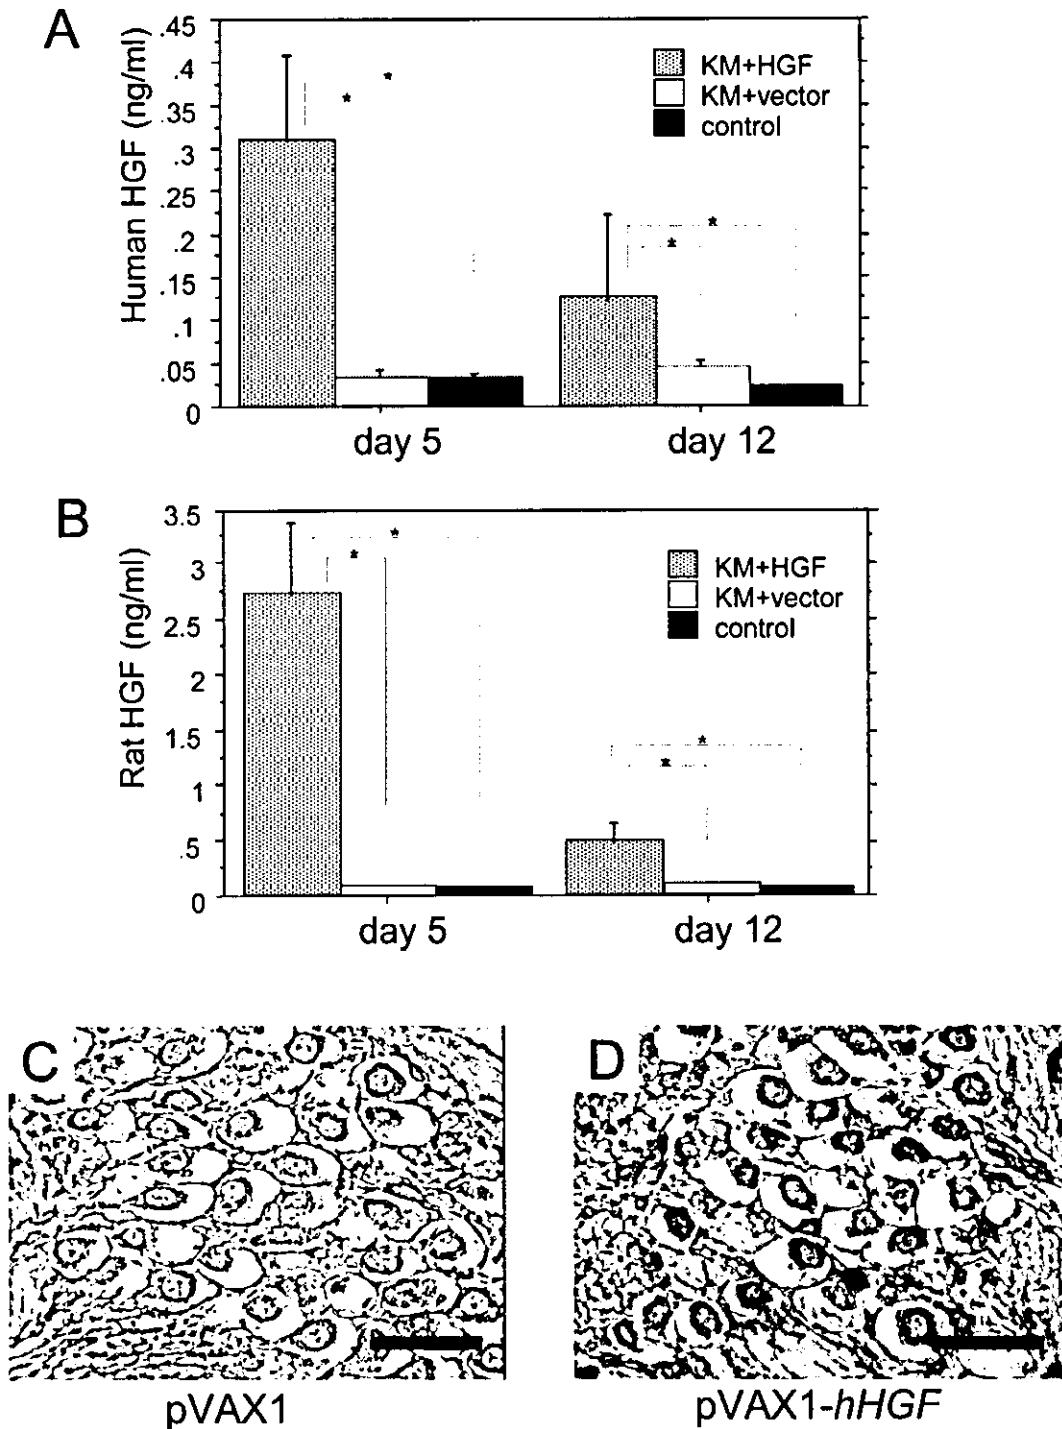 A
Human HGF (ng/ml)
.45
.4
.35
.3
.25
.2
.15
.1
.05
0
* *
* *
KM+HGF
KM+vector
control
day 5 day 12
B
Rat HGF (ng/ml)
3.5
3
2.5
2
1.5
1
.5
0
* *
* *
KM+HGF
KM+vector
control
day 5 day 12
C D
pVAX1 pVAX1-hHGF